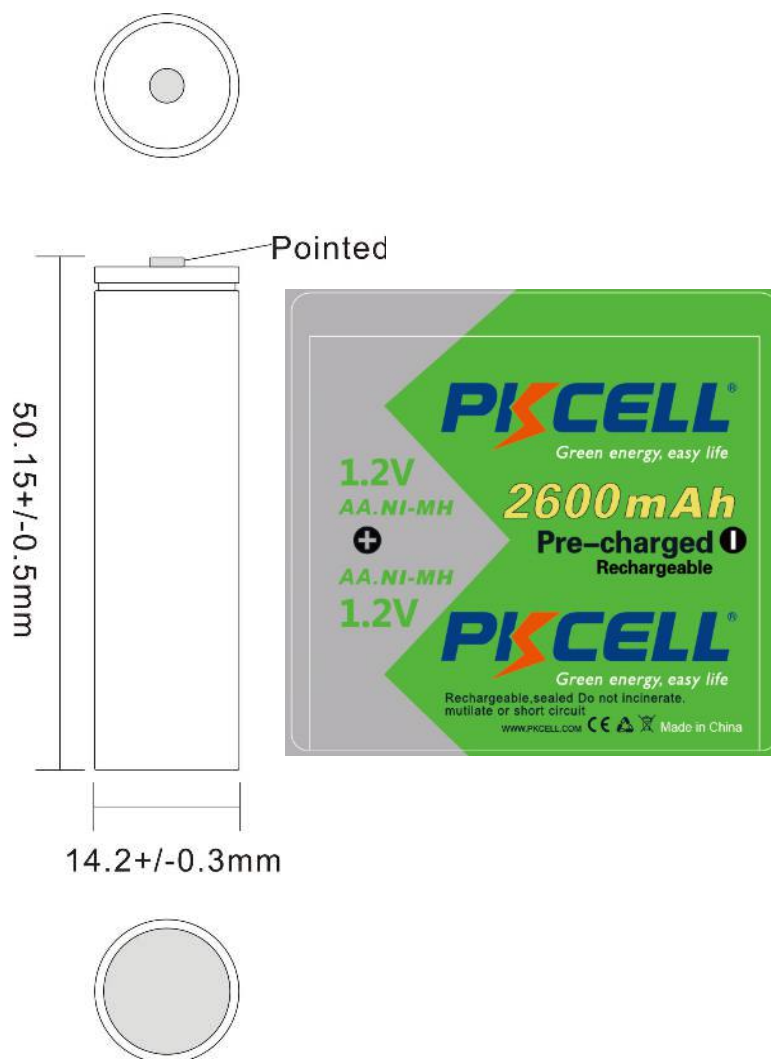 Pointed
50.15+/-0.5mm
14.2+/-0.3mm
PKCELL®
Green energy, easy life
1.2V
AA.NI-MH
2600mAh
+
Pre-charged
Rechargeable
AA.NI-MH
1.2V
PKCELL®
Green energy, easy life
Rechargeable,sealed Do not incinerate.
mutilate or short circuit
WWW.PKCELL.COM CE Made in China